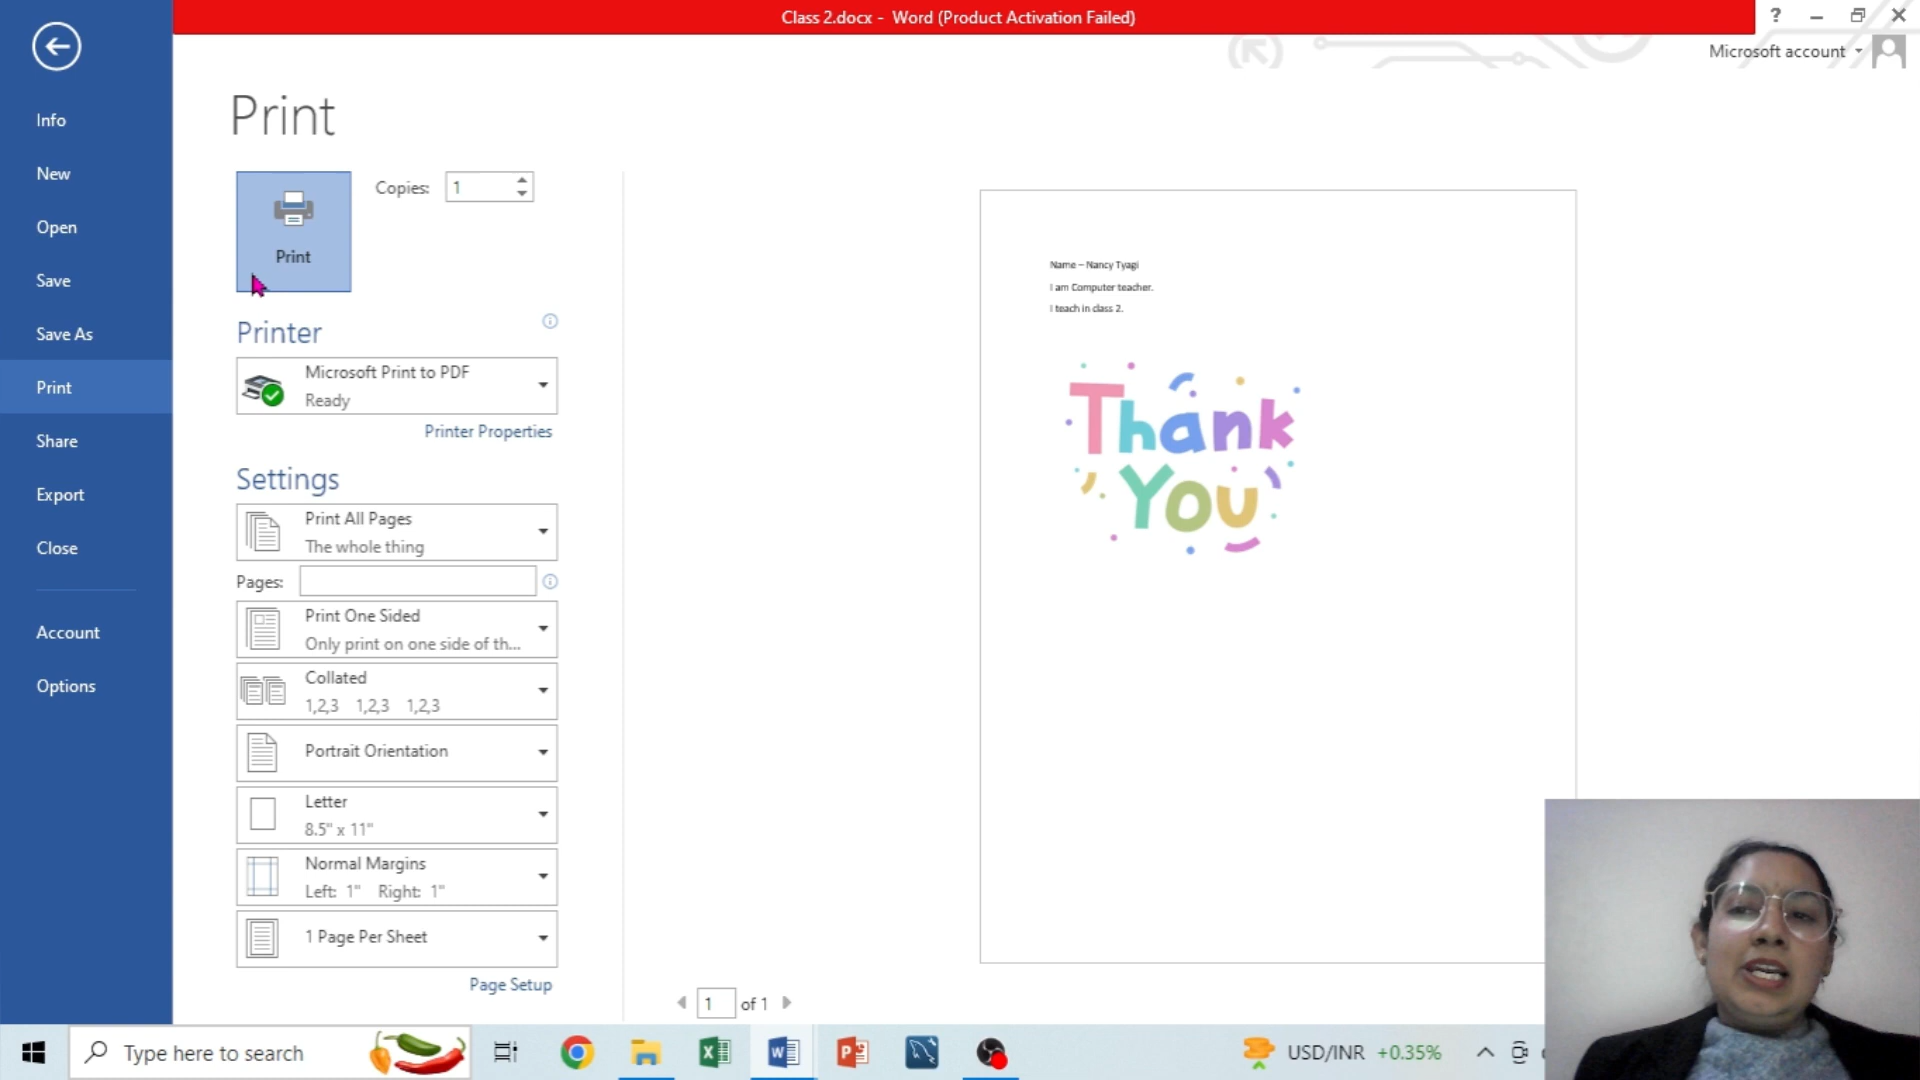 Class 2.docx - Word (Product Activation Failed)
?
Microsoft account
Info
New
Open
Save
Save As
Print
Share
Export
Close
Account
Options
Print
Print
Copies: 1
Printer
Microsoft Print to PDF
Ready
Printer Properties
Settings
Print All Pages
The whole thing
Pages:
Print One Sided
Only print on one side of th...
Collated
1,2,3 1,2,3 1,2,3
Portrait Orientation
Letter
8.5" x 11"
Normal Margins
Left: 1" Right: 1"
1 Page Per Sheet
Page Setup
Name – Nancy Tyagi
I am Computer teacher.
I teach in class 2.
Thank
You
1 of 1
Type here to search
USD/INR +0.35%